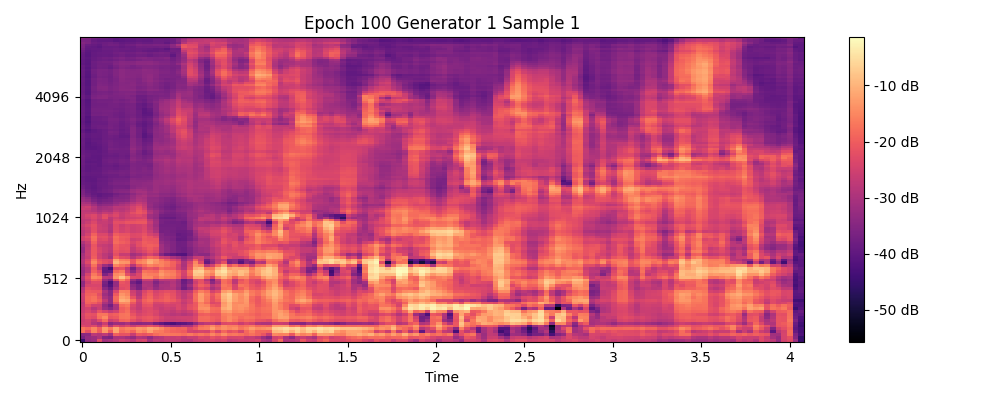 Epoch 100 Generator 1 Sample 1
Hz
4096
2048
1024
512
0
0 0.5 1 1.5 2 2.5 3 3.5 4
Time
-10 dB
-20 dB
-30 dB
-40 dB
-50 dB